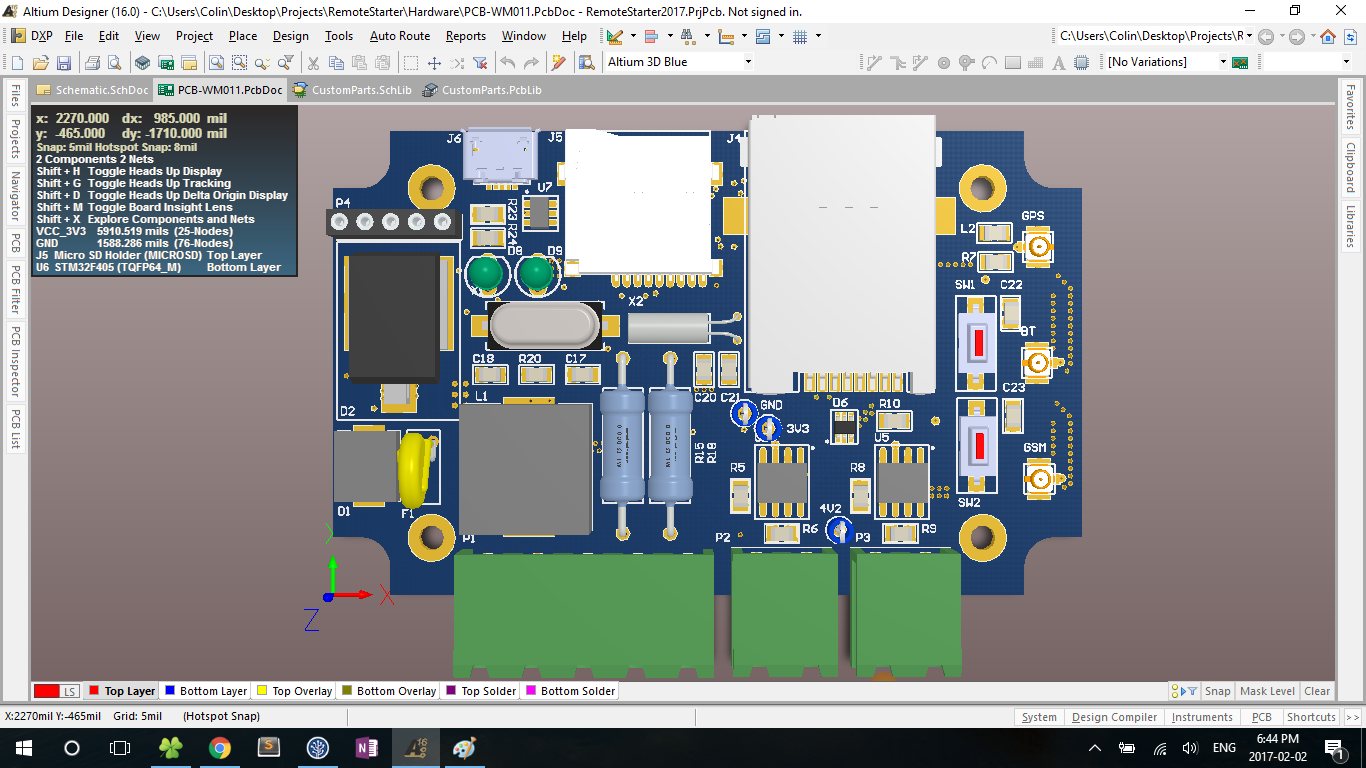 Altium Designer (16.0) - C:\Users\Colin\Desktop\Projects\RemoteStarter\Hardware\PCB-WM011.PcbDoc - RemoteStarter2017.PrjPcb. Not signed in.
DXP File Edit View Project Place Design Tools Auto Route Reports Window Help C:\Users\Colin\Desktop\Projects\R
Altium 3D Blue [No Variations]
Schematic.SchDoc PCB-WM011.PcbDoc CustomParts.SchLib CustomParts.PcbLib
Files
Projects
Navigator
PCB
PCB Filter
PCB Inspector
PCB List
x: 2270.000 dx: 985.000 mil
y: -465.000 dy: -1710.000 mil
Snap: 5mil Hotspot Snap: 8mil
2 Components 2 Nets
Shift + H Toggle Heads Up Display
Shift + G Toggle Heads Up Tracking
Shift + D Toggle Heads Up Delta Origin Display
Shift + M Toggle Board Insight Lens
Shift + X Explore Components and Nets
VCC_3V3 5910.519 mils (25-Nodes)
GND 1588.286 mils (76-Nodes)
J5 Micro SD Holder (MICROSD) Top Layer
U6 STM32F405 (TQFP64_M) Bottom Layer
Favorites
Clipboard
Libraries
J6 J5 J4
U7
P4 R23
R24
GPS
L2
D8 D9 R7
SW1 C22
X2
BT
C18 R20 C17
C23
L1 C20 C21
D2 GND D6 R10
3V3 U5
R15 R18
GSM
R5 R8
D1 F1 4V2 SW2
P1 P2 R6 P3 R9
Y
X
Z
LS Top Layer Bottom Layer Top Overlay Bottom Overlay Top Solder Bottom Solder Snap Mask Level Clear
X:2270mil Y:-465mil Grid: 5mil (Hotspot Snap) System Design Compiler Instruments PCB Shortcuts >>
ENG
6:44 PM
2017-02-02
1